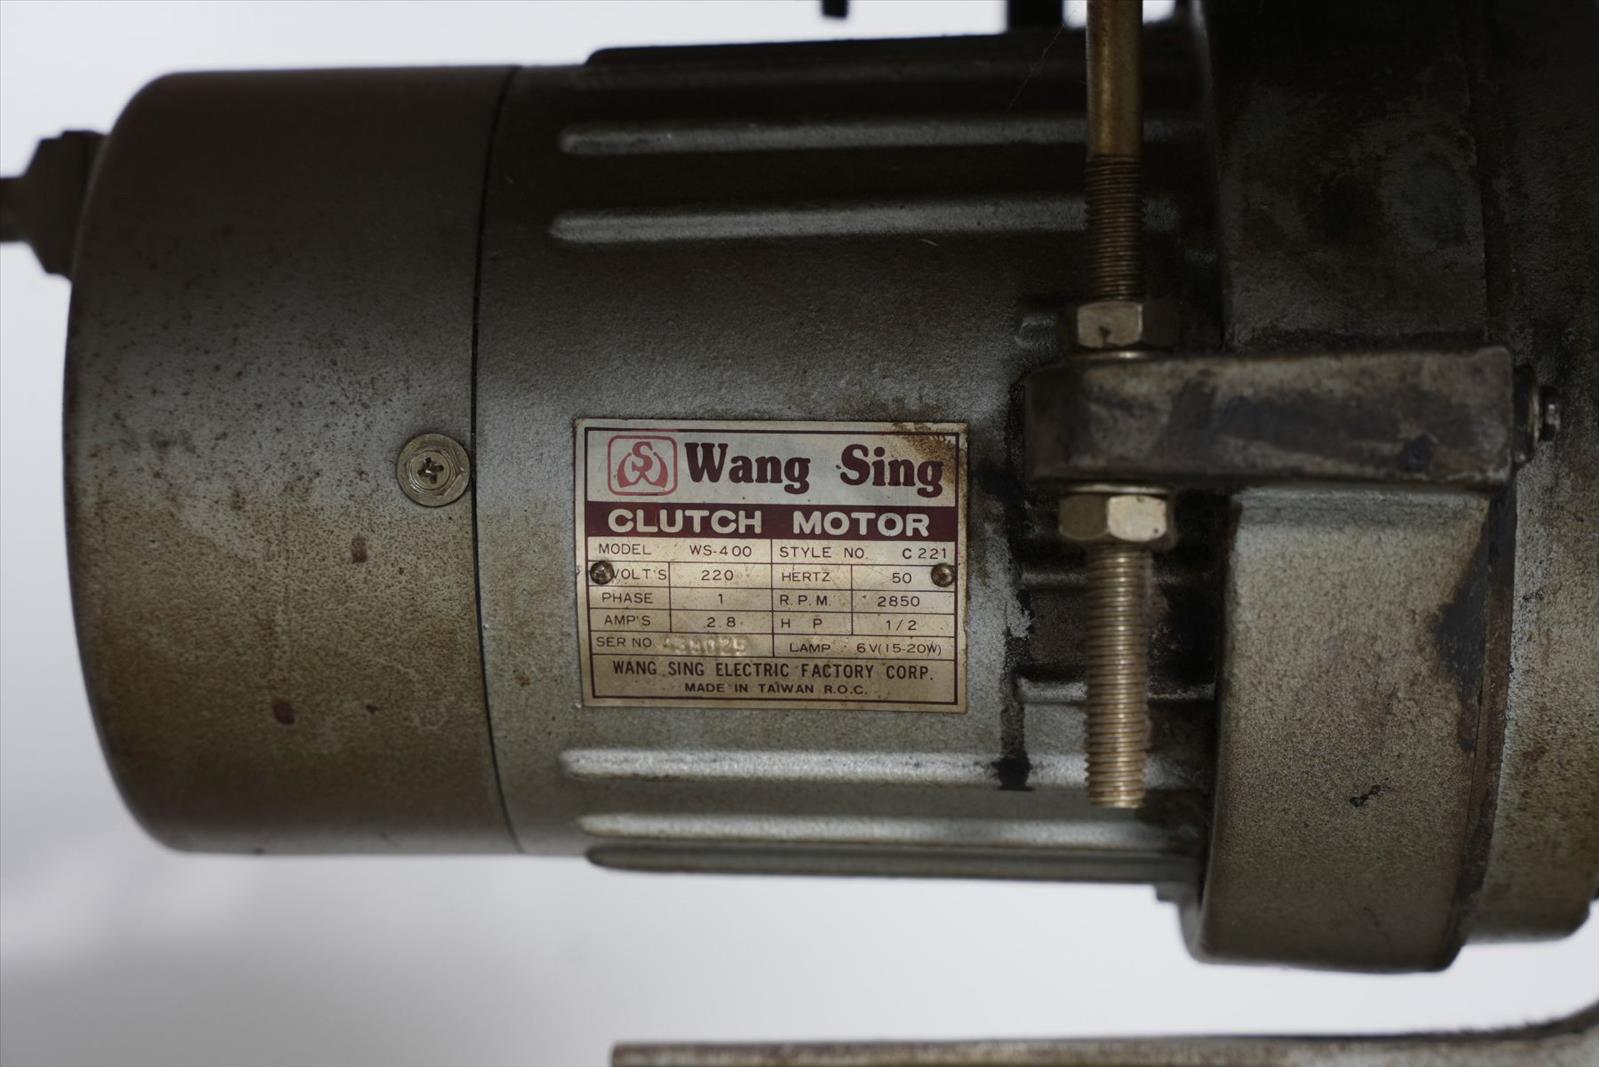 Wang Sing
CLUTCH MOTOR
MODEL WS-400 STYLE NO. C221
VOLT'S 220 HERTZ 50
PHASE 1 R.P.M. 2850
AMP'S 2.8 H P 1/2
SER NO. LAMP 6V(15-20W)
WANG SING ELECTRIC FACTORY CORP.
MADE IN TAIWAN R.O.C.